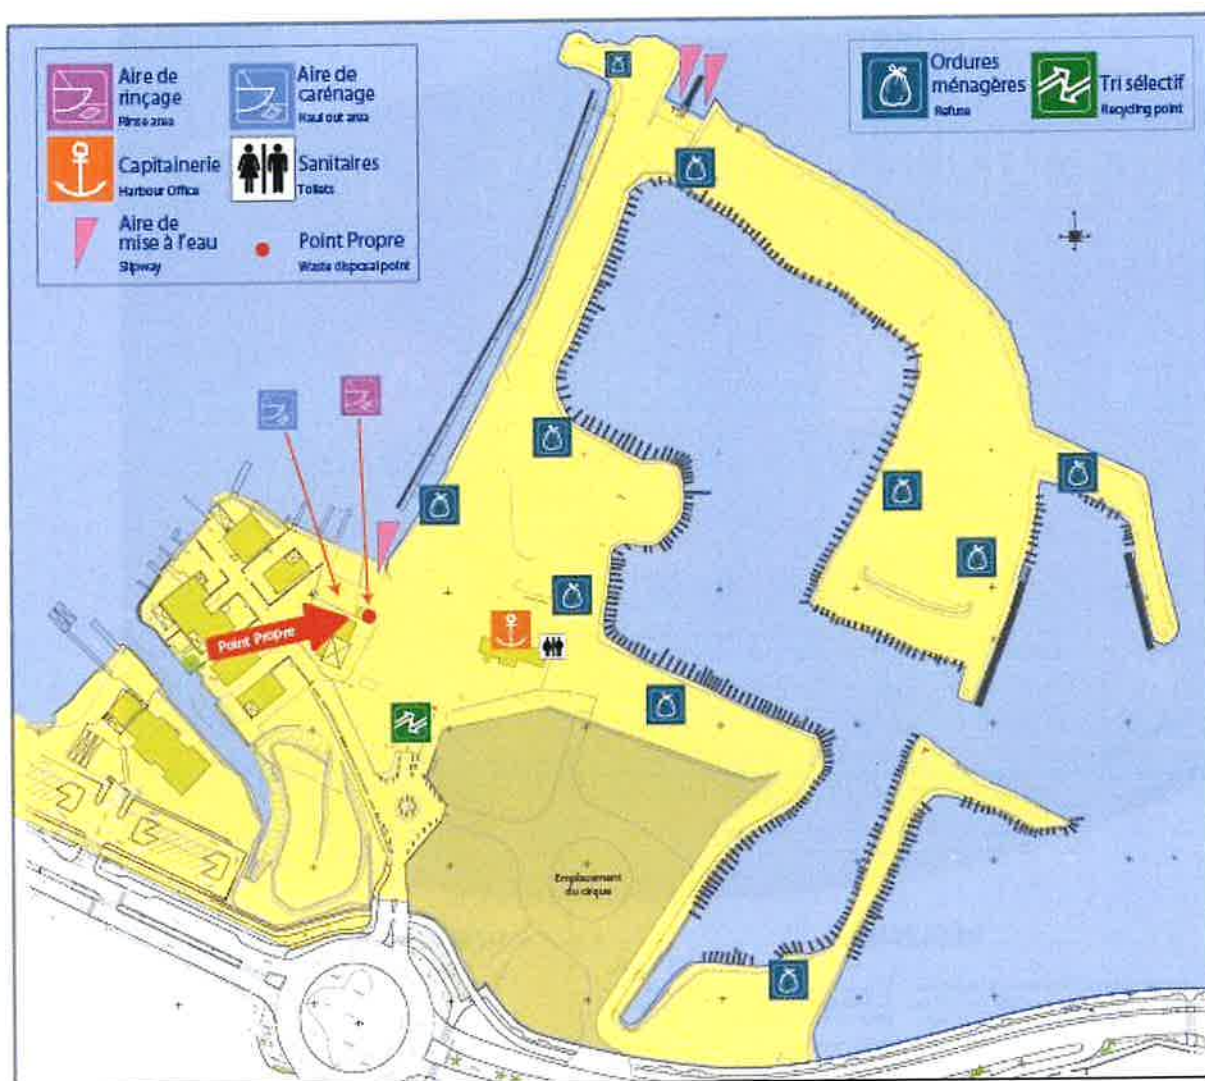 Aire de
rinçage
Rinse area
Aire de
carénage
Haul out area
Capitainerie
Harbour Office
Sanitaires
Toilets
Aire de
mise à l'eau
Slipway
Point Propre
Waste disposal point
Ordures
ménagères
Refuse
Tri sélectif
Recycling point
Point Propre
Emplacement
du cirque